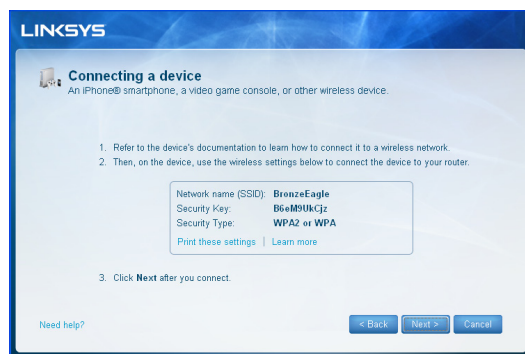 LINKSYS
Connecting a device
An iPhone® smartphone, a video game console, or other wireless device.
1. Refer to the device's documentation to learn how to connect it to a wireless network.
2. Then, on the device, use the wireless settings below to connect the device to your router.
Network name (SSID): BronzeEagle
Security Key: B6eM9UkCjz
Security Type: WPA2 or WPA
Print these settings | Learn more
3. Click Next after you connect.
Need help? < Back Next > Cancel